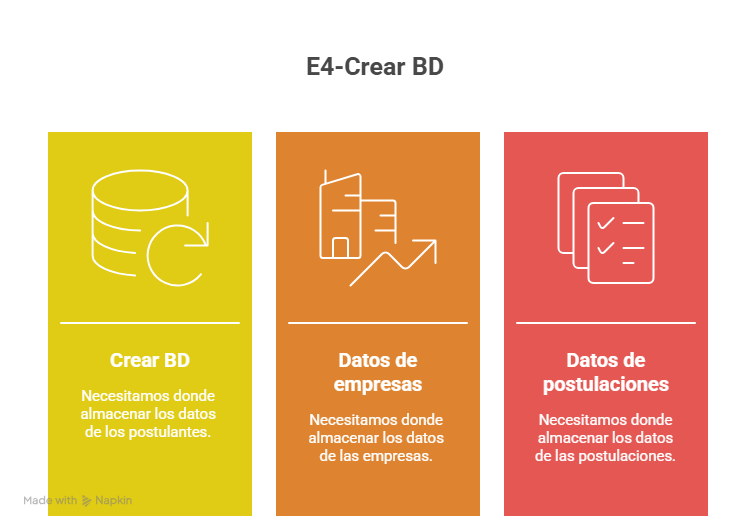 E4-Crear BD
Crear BD
Necesitamos donde
almacenar los datos
de los postulantes.
Datos de
empresas
Necesitamos donde
almacenar los datos
de las empresas.
Datos de
postulaciones
Necesitamos donde
almacenar los datos
de las postulaciones.
Made with Napkin